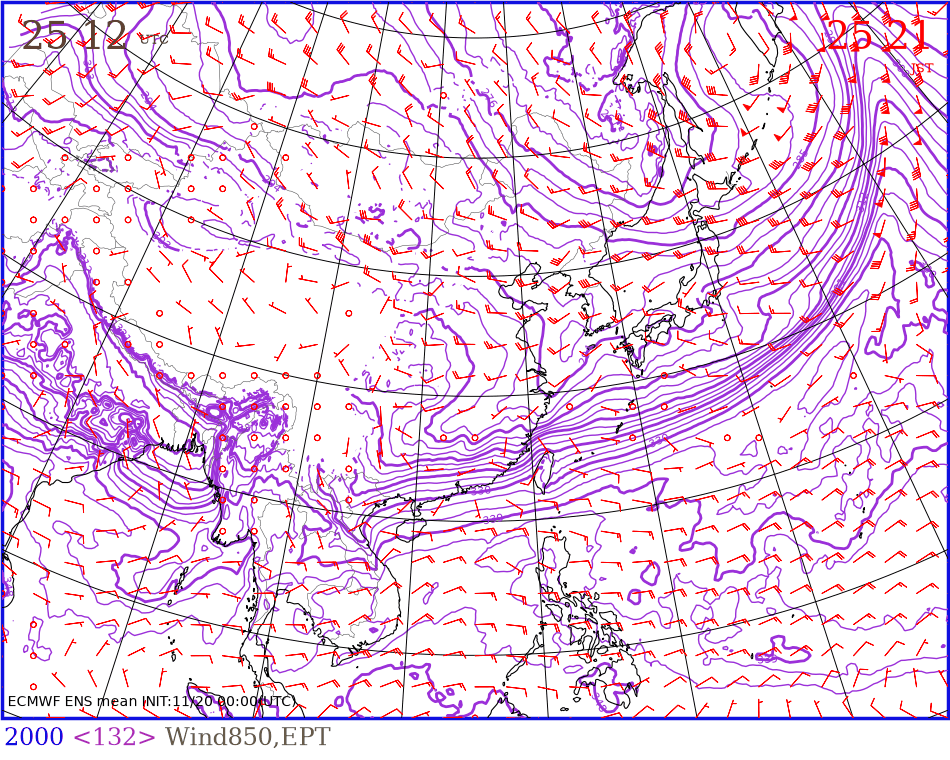 25 12 UTC
25 21 JST
330
ECMWF ENS mean INIT:11/20 00:00(UTC)
2000 <132> Wind850,EPT